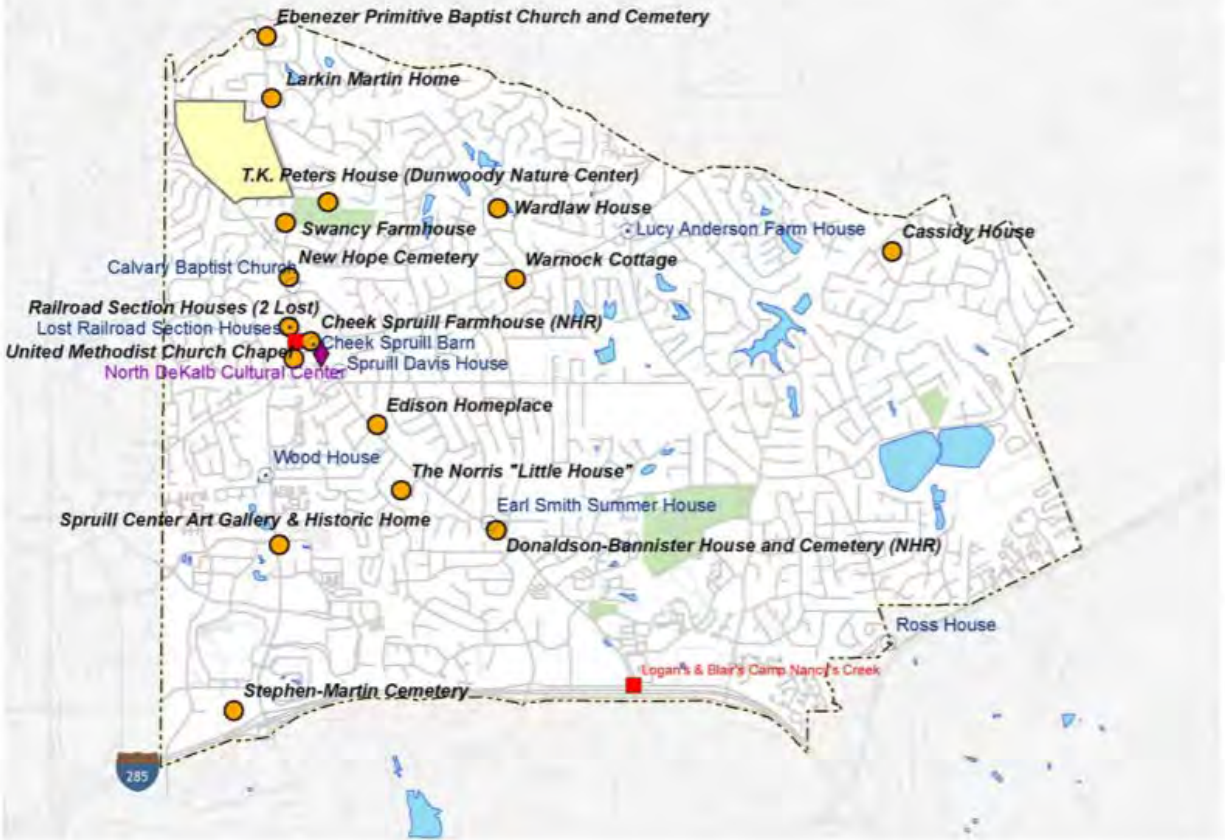 Ebenezer Primitive Baptist Church and Cemetery
Larkin Martin Home
T.K. Peters House (Dunwoody Nature Center)
Wardlaw House
Swancy Farmhouse
Lucy Anderson Farm House
Cassidy House
New Hope Cemetery
Warnock Cottage
Calvary Baptist Church
Railroad Section Houses (2 Lost)
Cheek Spruill Farmhouse (NHR)
Lost Railroad Section Houses
Cheek Spruill Barn
United Methodist Church Chapel
Spruill Davis House
North DeKalb Cultural Center
Edison Homeplace
Wood House
The Norris "Little House"
Earl Smith Summer House
Spruill Center Art Gallery & Historic Home
Donaldson-Bannister House and Cemetery (NHR)
Ross House
Logan's & Blair's Camp Nancy's Creek
Stephen-Martin Cemetery
285